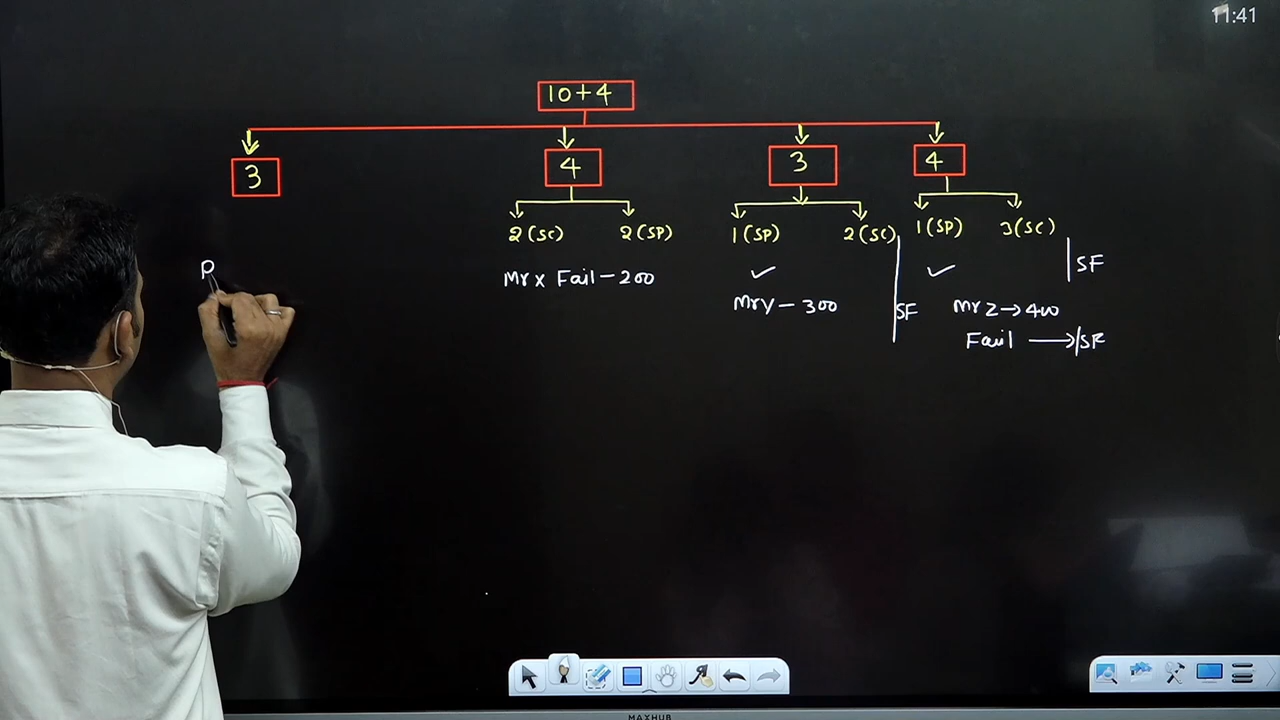 11:41
10+4
3 4 3 4
2(SC) 2(SP) 1(SP) 2(SC) 1(SP) 3(SC)
P
Mr x Fail - 200
✓ ✓ SF
Mr y - 300 SF Mr Z → 400
Fail → SF
MAXHUB